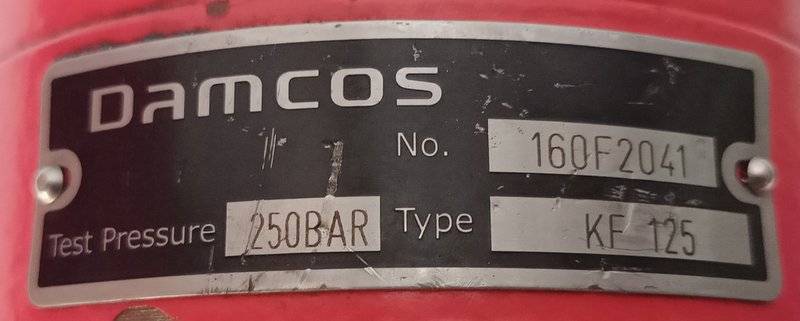 DAMCOS
No. 160F2041
Test Pressure 250BAR Type KF 125